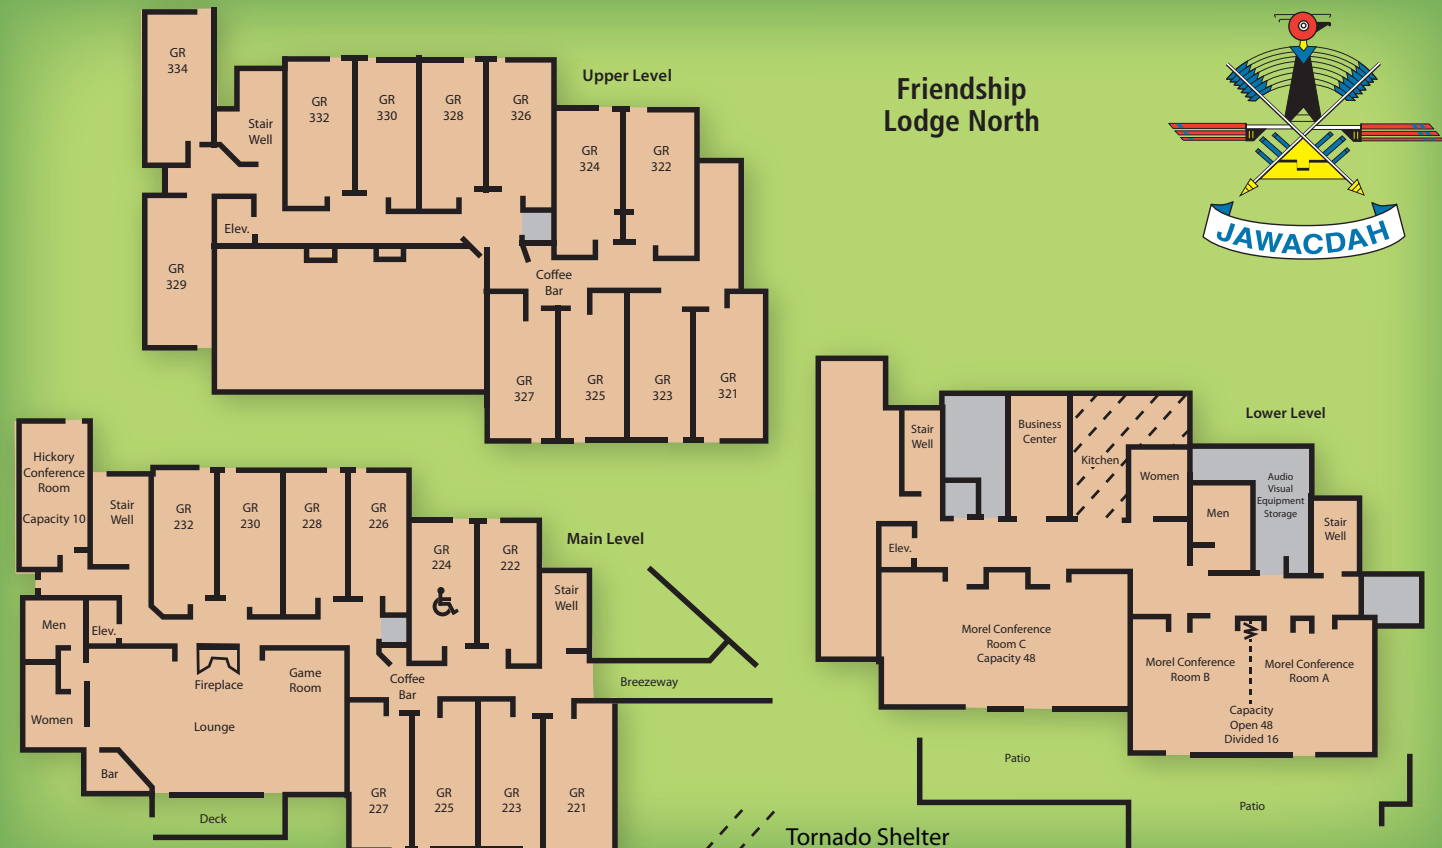 Friendship
Lodge North
JAWACDAH
Upper Level
GR
334
Stair
Well
GR
332
GR
330
GR
328
GR
326
GR
324
GR
322
Elev.
GR
329
Coffee
Bar
GR
327
GR
325
GR
323
GR
321
Main Level
Hickory
Conference
Room
Capacity 10
Stair
Well
GR
232
GR
230
GR
228
GR
226
GR
224
GR
222
Stair
Well
Men
Elev.
Fireplace
Game
Room
Coffee
Bar
Breezeway
Women
Lounge
Bar
Deck
GR
227
GR
225
GR
223
GR
221
Lower Level
Stair
Well
Business
Center
Kitchen
Women
Men
Audio
Visual
Equipment
Storage
Stair
Well
Elev.
Morel Conference
Room C
Capacity 48
Morel Conference
Room B
Morel Conference
Room A
Capacity
Open 48
Divided 16
Patio
Patio
Tornado Shelter